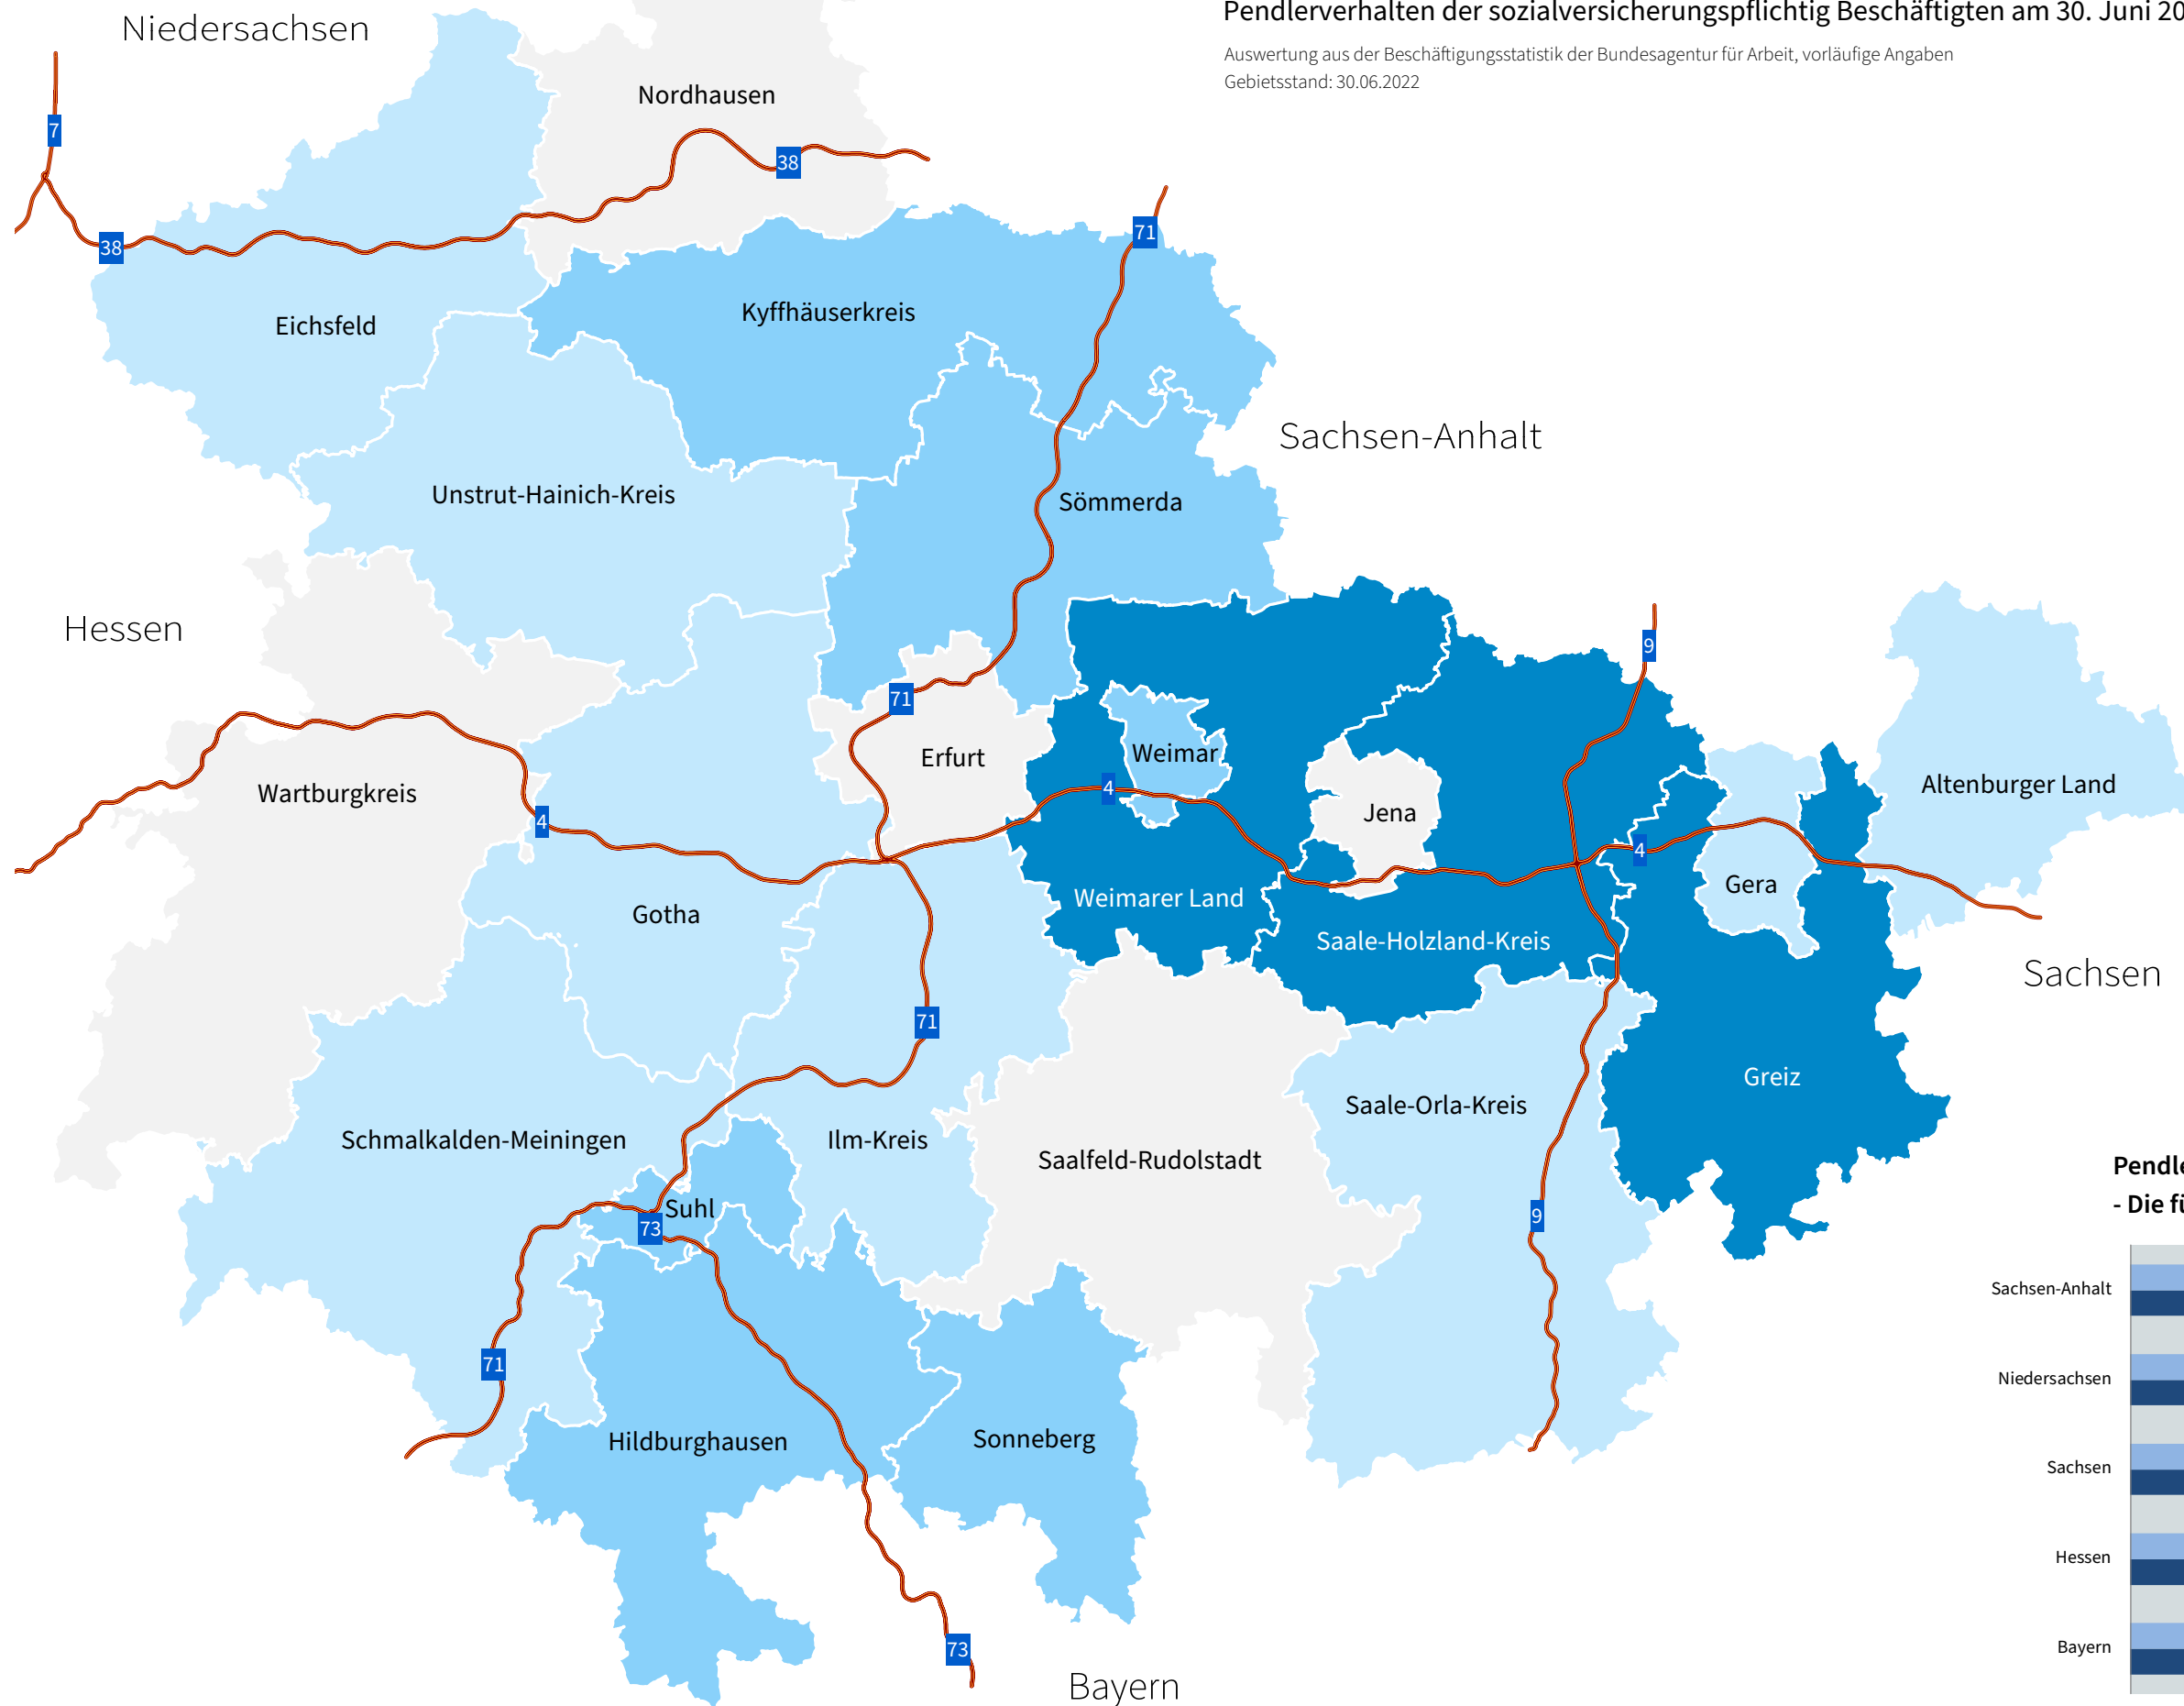 Pendlerverhalten der sozialversicherungspflichtig Beschäftigten am 30. Juni 20
Auswertung aus der Beschäftigungsstatistik der Bundesagentur für Arbeit, vorläufige Angaben
Gebietsstand: 30.06.2022
Niedersachsen
Nordhausen
7
38
71
38
Kyffhäuserkreis
Eichsfeld
Sachsen-Anhalt
Unstrut-Hainich-Kreis
Sömmerda
Hessen
9
71
Weimar
Erfurt
Altenburger Land
4
Wartburgkreis
Jena
4
4
Gera
Weimarer Land
Gotha
Saale-Holzland-Kreis
Sachsen
71
Greiz
Saale-Orla-Kreis
Schmalkalden-Meiningen
Ilm-Kreis
Saalfeld-Rudolstadt
Suhl
73
9
71
Hildburghausen
Sonneberg
73
Bayern
Pendle
- Die fü
Sachsen-Anhalt
Niedersachsen
Sachsen
Hessen
Bayern